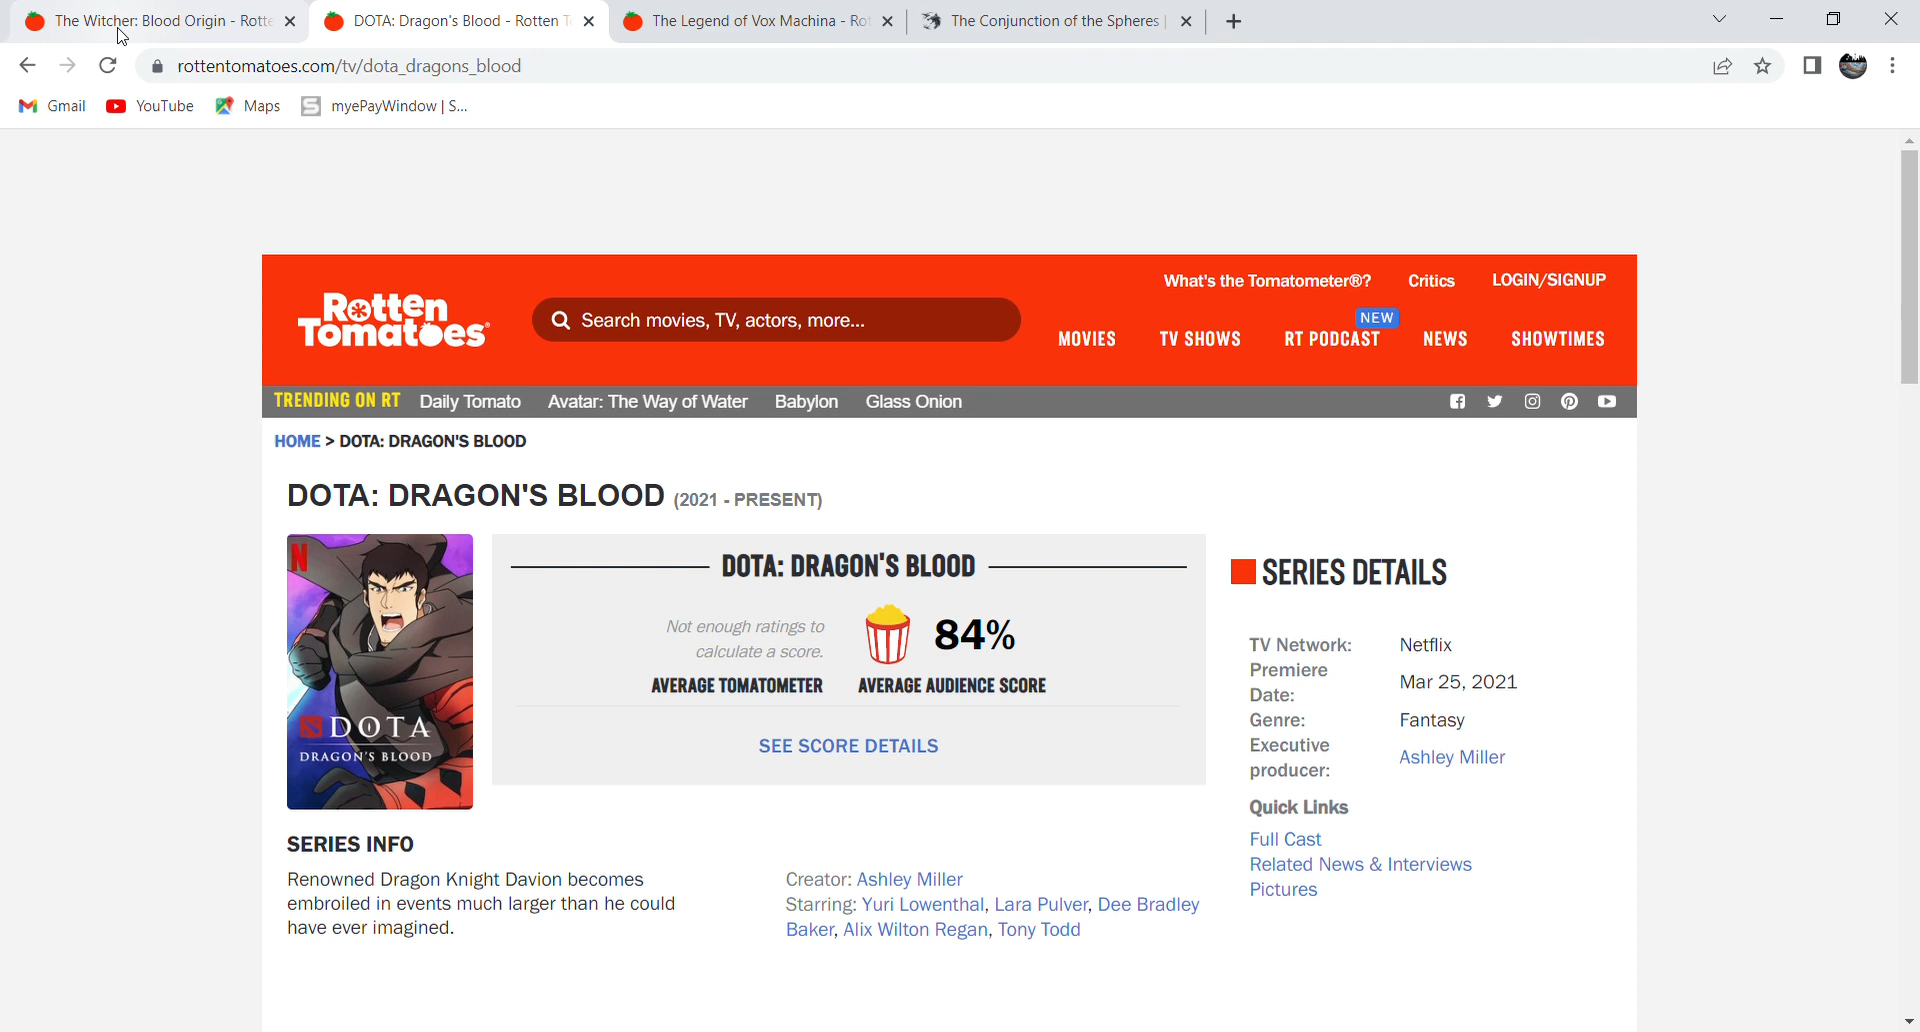 The Witcher: Blood Origin - Rotte
DOTA: Dragon's Blood - Rotten T
The Legend of Vox Machina - Rot
The Conjunction of the Spheres |
rottentomatoes.com/tv/dota_dragons_blood
Gmail
YouTube
Maps
myePayWindow | S...
What's the Tomatometer®?
Critics
LOGIN/SIGNUP
Rotten
Tomatoes®
Search movies, TV, actors, more...
NEW
MOVIES
TV SHOWS
RT PODCAST
NEWS
SHOWTIMES
TRENDING ON RT
Daily Tomato
Avatar: The Way of Water
Babylon
Glass Onion
HOME > DOTA: DRAGON'S BLOOD
DOTA: DRAGON'S BLOOD (2021 - PRESENT)
N
DOTA
DRAGON'S BLOOD
DOTA: DRAGON'S BLOOD
Not enough ratings to
calculate a score.
AVERAGE TOMATOMETER
84%
AVERAGE AUDIENCE SCORE
SEE SCORE DETAILS
SERIES INFO
Renowned Dragon Knight Davion becomes
embroiled in events much larger than he could
have ever imagined.
Creator: Ashley Miller
Starring: Yuri Lowenthal, Lara Pulver, Dee Bradley
Baker, Alix Wilton Regan, Tony Todd
SERIES DETAILS
TV Network: Netflix
Premiere
Date: Mar 25, 2021
Genre: Fantasy
Executive
producer: Ashley Miller
Quick Links
Full Cast
Related News & Interviews
Pictures